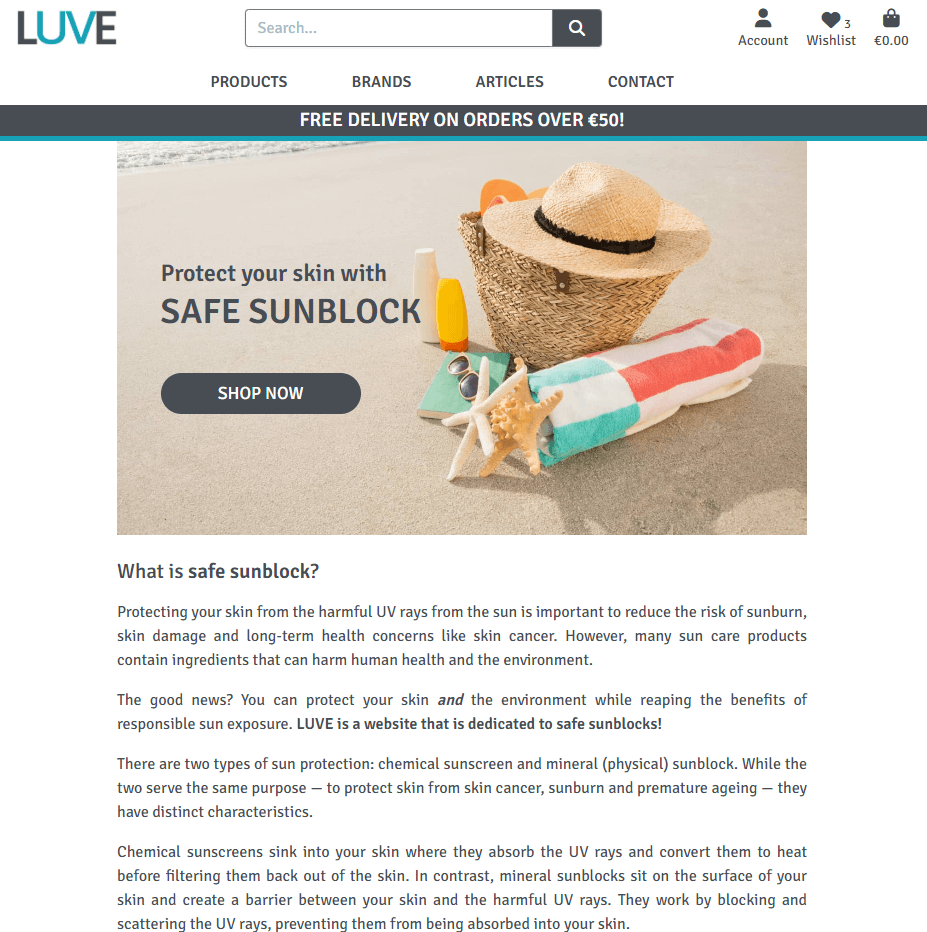 LUVE
Search...
3
Account
Wishlist
€0.00
PRODUCTS
BRANDS
ARTICLES
CONTACT
FREE DELIVERY ON ORDERS OVER €50!
Protect your skin with
SAFE SUNBLOCK
SHOP NOW
What is safe sunblock?
Protecting your skin from the harmful UV rays from the sun is important to reduce the risk of sunburn,
skin damage and long-term health concerns like skin cancer. However, many sun care products
contain ingredients that can harm human health and the environment.
The good news? You can protect your skin and the environment while reaping the benefits of
responsible sun exposure. LUVE is a website that is dedicated to safe sunblocks!
There are two types of sun protection: chemical sunscreen and mineral (physical) sunblock. While the
two serve the same purpose — to protect skin from skin cancer, sunburn and premature ageing — they
have distinct characteristics.
Chemical sunscreens sink into your skin where they absorb the UV rays and convert them to heat
before filtering them back out of the skin. In contrast, mineral sunblocks sit on the surface of your
skin and create a barrier between your skin and the harmful UV rays. They work by blocking and
scattering the UV rays, preventing them from being absorbed into your skin.